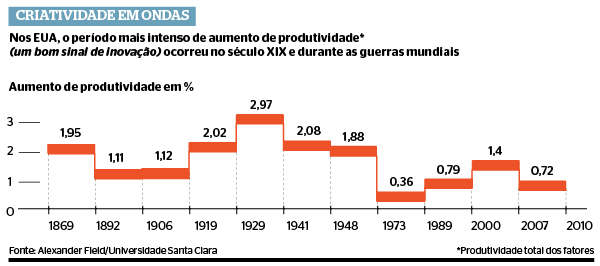 CRIATIVIDADE EM ONDAS
Nos EUA, o período mais intenso de aumento de produtividade*
(um bom sinal de inovação) ocorreu no século XIX e durante as guerras mundiais
Aumento de produtividade em %
3
2
1
0
1,95
1,11
1,12
2,02
2,97
2,08
1,88
0,36
0,79
1,4
0,72
1869 1892 1906 1919 1929 1941 1948 1973 1989 2000 2007 2010
Fonte: Alexander Field/Universidade Santa Clara
*Produtividade total dos fatores